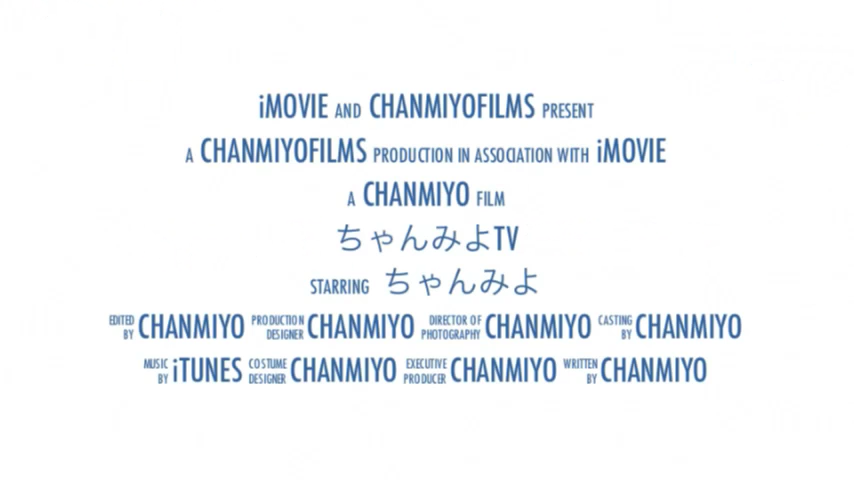 iMOVIE AND CHANMIYOFILMS PRESENT
A CHANMIYOFILMS PRODUCTION IN ASSOCIATION WITH iMOVIE
A CHANMIYO FILM
ちゃんみよTV
STARRING ちゃんみよ
EDITED BY CHANMIYO PRODUCTION DESIGNER CHANMIYO DIRECTOR OF PHOTOGRAPHY CHANMIYO CASTING BY CHANMIYO
MUSIC BY iTUNES COSTUME DESIGNER CHANMIYO EXECUTIVE PRODUCER CHANMIYO WRITTEN BY CHANMIYO